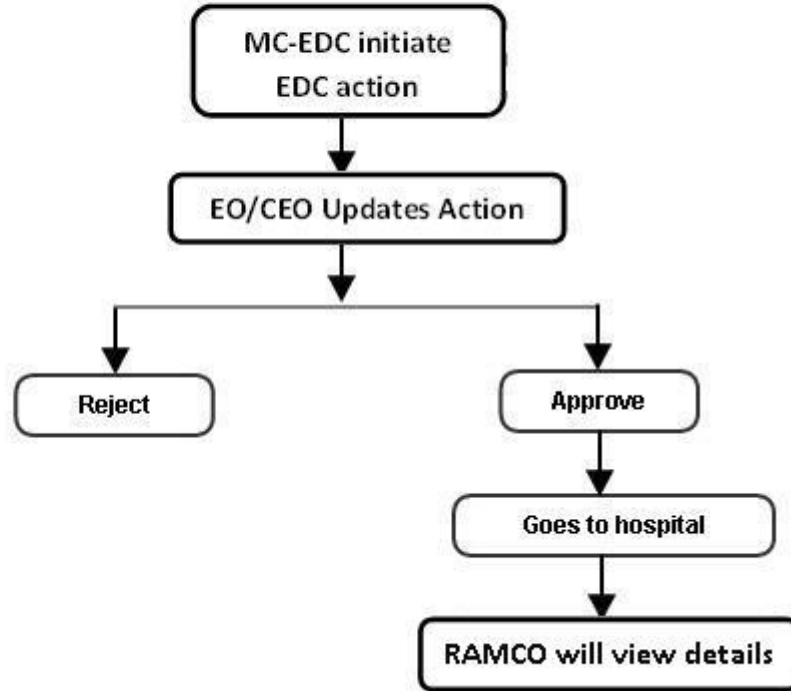 MC-EDC initiate
EDC action
EO/CEO Updates Action
Reject
Approve
Goes to hospital
RAMCO will view details